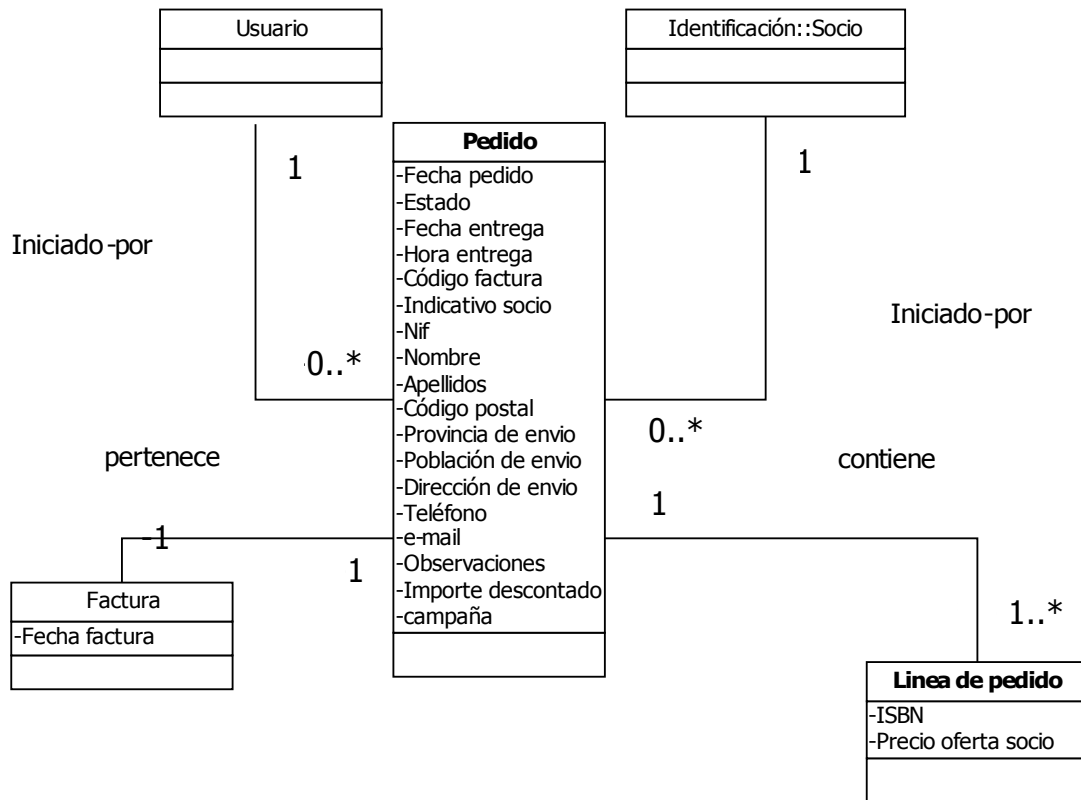 Usuario
Identificación::Socio
1
1
Iniciado-por
Iniciado-por
0..*
0..*
Pedido
-Fecha pedido
-Estado
-Fecha entrega
-Hora entrega
-Código factura
-Indicativo socio
-Nif
-Nombre
-Apellidos
-Código postal
-Provincia de envio
-Población de envio
-Dirección de envio
-Teléfono
-e-mail
-Observaciones
-Importe descontado
-campaña
pertenece
-1
1
Factura
-Fecha factura
contiene
1
1..*
Linea de pedido
-ISBN
-Precio oferta socio